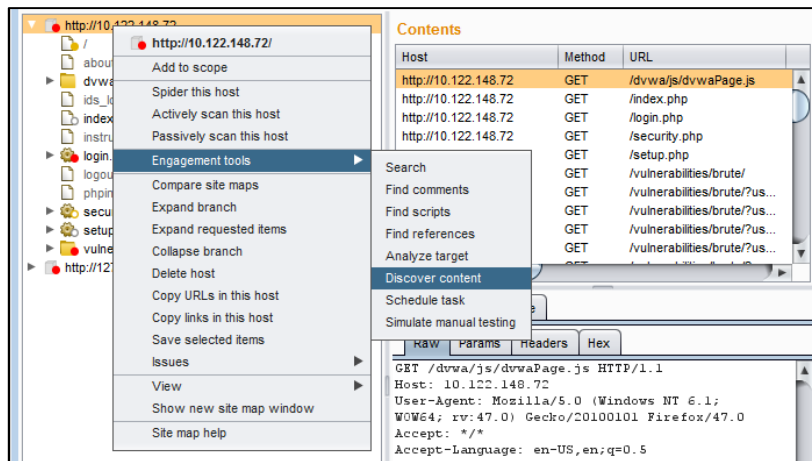 http://10.122.148.72
/
about
dvwa
ids_lo
index
instru
login.
logou
phpin
secu
setup
vulne
http://12
http://10.122.148.72/
Add to scope
Spider this host
Actively scan this host
Passively scan this host
Engagement tools
Compare site maps
Expand branch
Expand requested items
Collapse branch
Delete host
Copy URLs in this host
Copy links in this host
Save selected items
Issues
View
Show new site map window
Site map help
Search
Find comments
Find scripts
Find references
Analyze target
Discover content
Schedule task
Simulate manual testing
Contents
Host Method URL
http://10.122.148.72 GET /dvwa/js/dvwaPage.js
http://10.122.148.72 GET /index.php
http://10.122.148.72 GET /login.php
http://10.122.148.72 GET /security.php
GET /setup.php
GET /vulnerabilities/brute/
GET /vulnerabilities/brute/?us...
GET /vulnerabilities/brute/?us...
GET /vulnerabilities/brute/?us...
GET /vulnerabilities/brute/?us...
Raw Params Headers Hex
GET /dvwa/js/dvwaPage.js HTTP/1.1
Host: 10.122.148.72
User-Agent: Mozilla/5.0 (Windows NT 6.1;
WOW64; rv:47.0) Gecko/20100101 Firefox/47.0
Accept: */*
Accept-Language: en-US,en;q=0.5